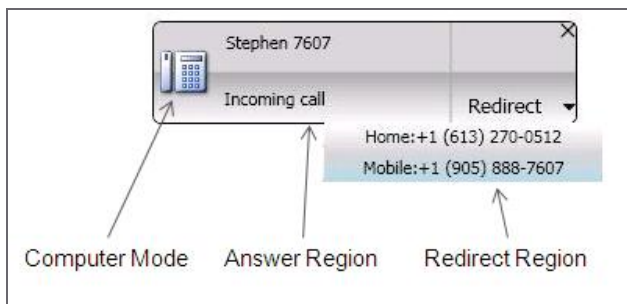 Stephen 7607
X
Incoming call
Redirect
Home:+1 (613) 270-0512
Mobile:+1 (905) 888-7607
Computer Mode Answer Region Redirect Region